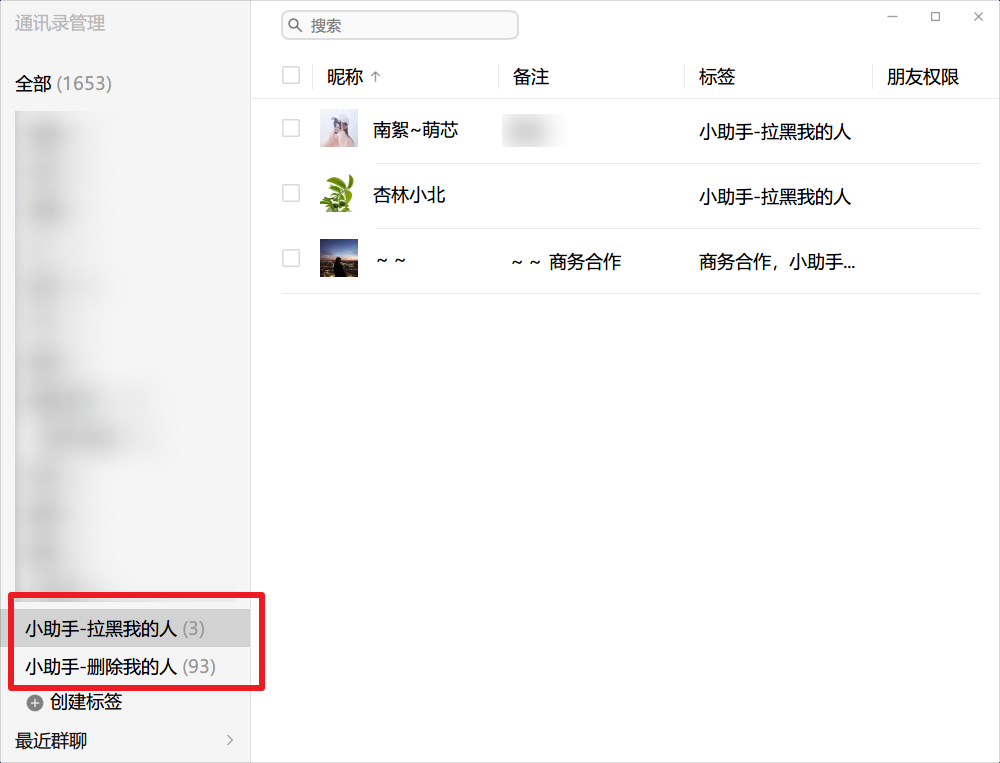 通讯录管理
搜索
全部 (1653)
昵称 备注 标签 朋友权限
南絮~萌芯 小助手-拉黑我的人
杏林小北 小助手-拉黑我的人
~ ~ ~ ~ 商务合作 商务合作，小助手...
小助手-拉黑我的人 (3)
小助手-删除我的人 (93)
创建标签
最近群聊